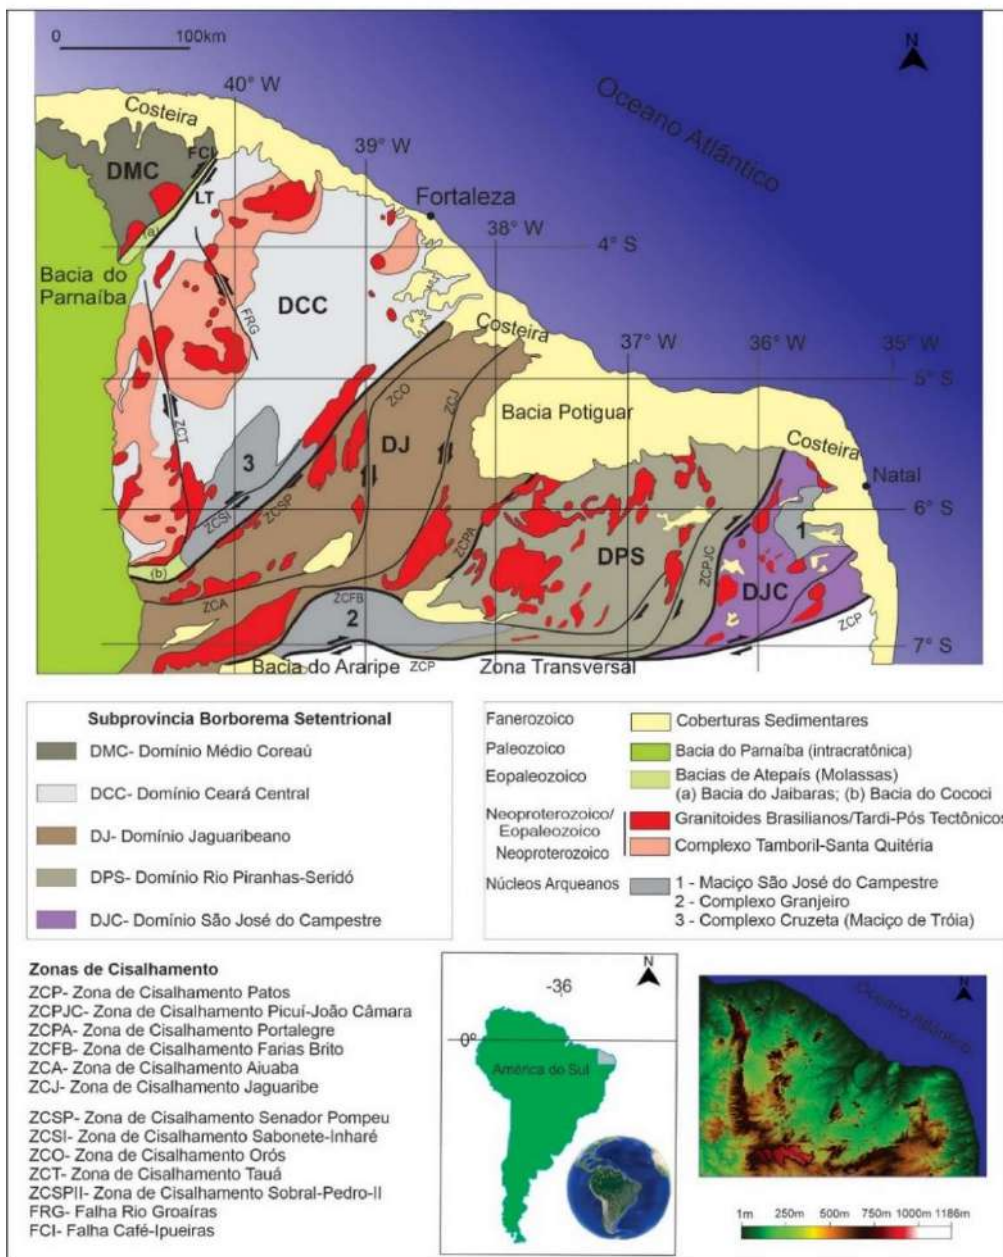 0 100km
N
40° W
Costeira
Oceano Atlântico
39° W
FCI
DMC
LT
Fortaleza
(a)
38° W
4° S
Bacia do
Parnaíba
FRG
DCC
Costeira
37° W
36° W
35° W
5° S
ZCO
ZCJ
Bacia Potiguar
ZCT
DJ
Costeira
3
Natal
ZCSI
ZCSP
6° S
ZCPA
1
(b)
DPS
ZCPJC
DJC
ZCA
ZCFB
2
ZCP
7° S
Bacia do Araripe
ZCP
Zona Transversal
Subprovincia Borborema Setentrional
DMC- Domínio Médio Coreaú
DCC- Domínio Ceará Central
DJ- Domínio Jaguaribeano
DPS- Domínio Rio Piranhas-Seridó
DJC- Domínio São José do Campestre
Fanerozoico Coberturas Sedimentares
Paleozoico Bacia do Parnaíba (intracratônica)
Eopaleozoico Bacias de Atepaís (Molassas)
(a) Bacia do Jaibaras; (b) Bacia do Cococi
Neoproterozoico/
Eopaleozoico Granitoides Brasilianos/Tardi-Pós Tectônicos
Neoproterozoico Complexo Tamboril-Santa Quitéria
Núcleos Arqueanos 1 - Maciço São José do Campestre
2 - Complexo Granjeiro
3 - Complexo Cruzeta (Maciço de Tróia)
Zonas de Cisalhamento
ZCP- Zona de Cisalhamento Patos
ZCPJC- Zona de Cisalhamento Picuí-João Câmara
ZCPA- Zona de Cisalhamento Portalegre
ZCFB- Zona de Cisalhamento Farias Brito
ZCA- Zona de Cisalhamento Aiuaba
ZCJ- Zona de Cisalhamento Jaguaribe
ZCSP- Zona de Cisalhamento Senador Pompeu
ZCSI- Zona de Cisalhamento Sabonete-Inharé
ZCO- Zona de Cisalhamento Orós
ZCT- Zona de Cisalhamento Tauá
ZCSPII- Zona de Cisalhamento Sobral-Pedro-II
FRG- Falha Rio Groaíras
FCI- Falha Café-Ipueiras
N
-36
0°
América do Sul
N
Oceano Atlântico
1m 250m 500m 750m 1000m 1186m